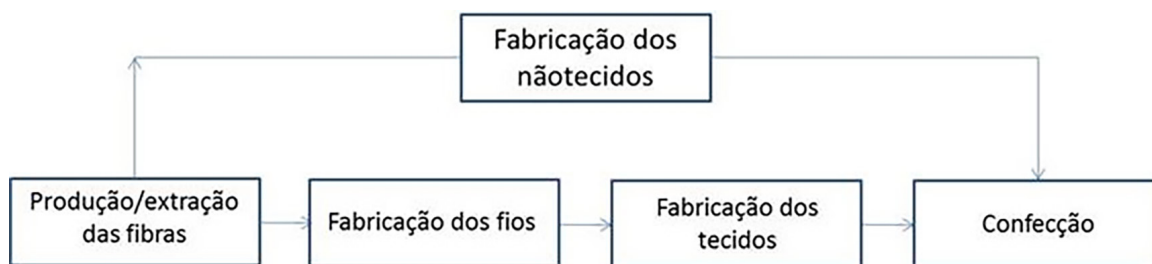 Fabricação dos
nãotecidos
Produção/extração
das fibras
Fabricação dos fios
Fabricação dos
tecidos
Confecção